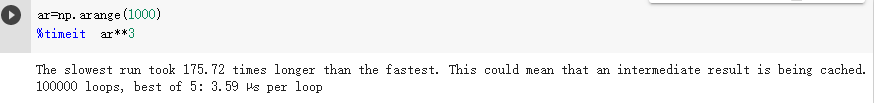 ar=np.arange(1000)
%timeit  ar**3
The slowest run took 175.72 times longer than the fastest. This could mean that an intermediate result is being cached.
100000 loops, best of 5: 3.59 µs per loop